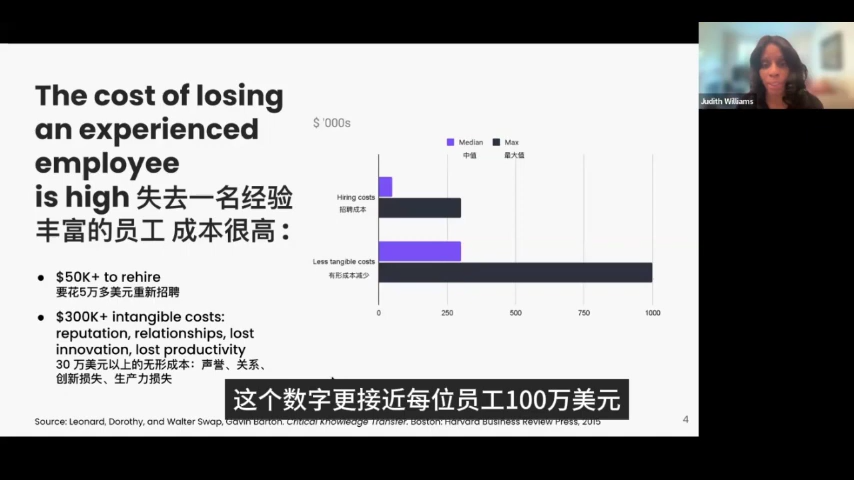 Judith Williams
The cost of losing
an experienced
employee
is high 失去一名经验
丰富的员工 成本很高：
$ '000s
Median
Max
中值
最大值
Hiring costs
招聘成本
Less tangible costs
有形成本减少
0
250
500
750
1000
$50K+ to rehire
要花5万多美元重新招聘
$300K+ intangible costs:
reputation, relationships, lost
innovation, lost productivity
30 万美元以上的无形成本：声誉、关系、
创新损失、生产力损失
这个数字更接近每位员工100万美元
Source: Leonard, Dorothy, and Walter Swap, Gavin Barton. Critical Knowledge Transfer. Boston: Harvard Business Review Press, 2015
4